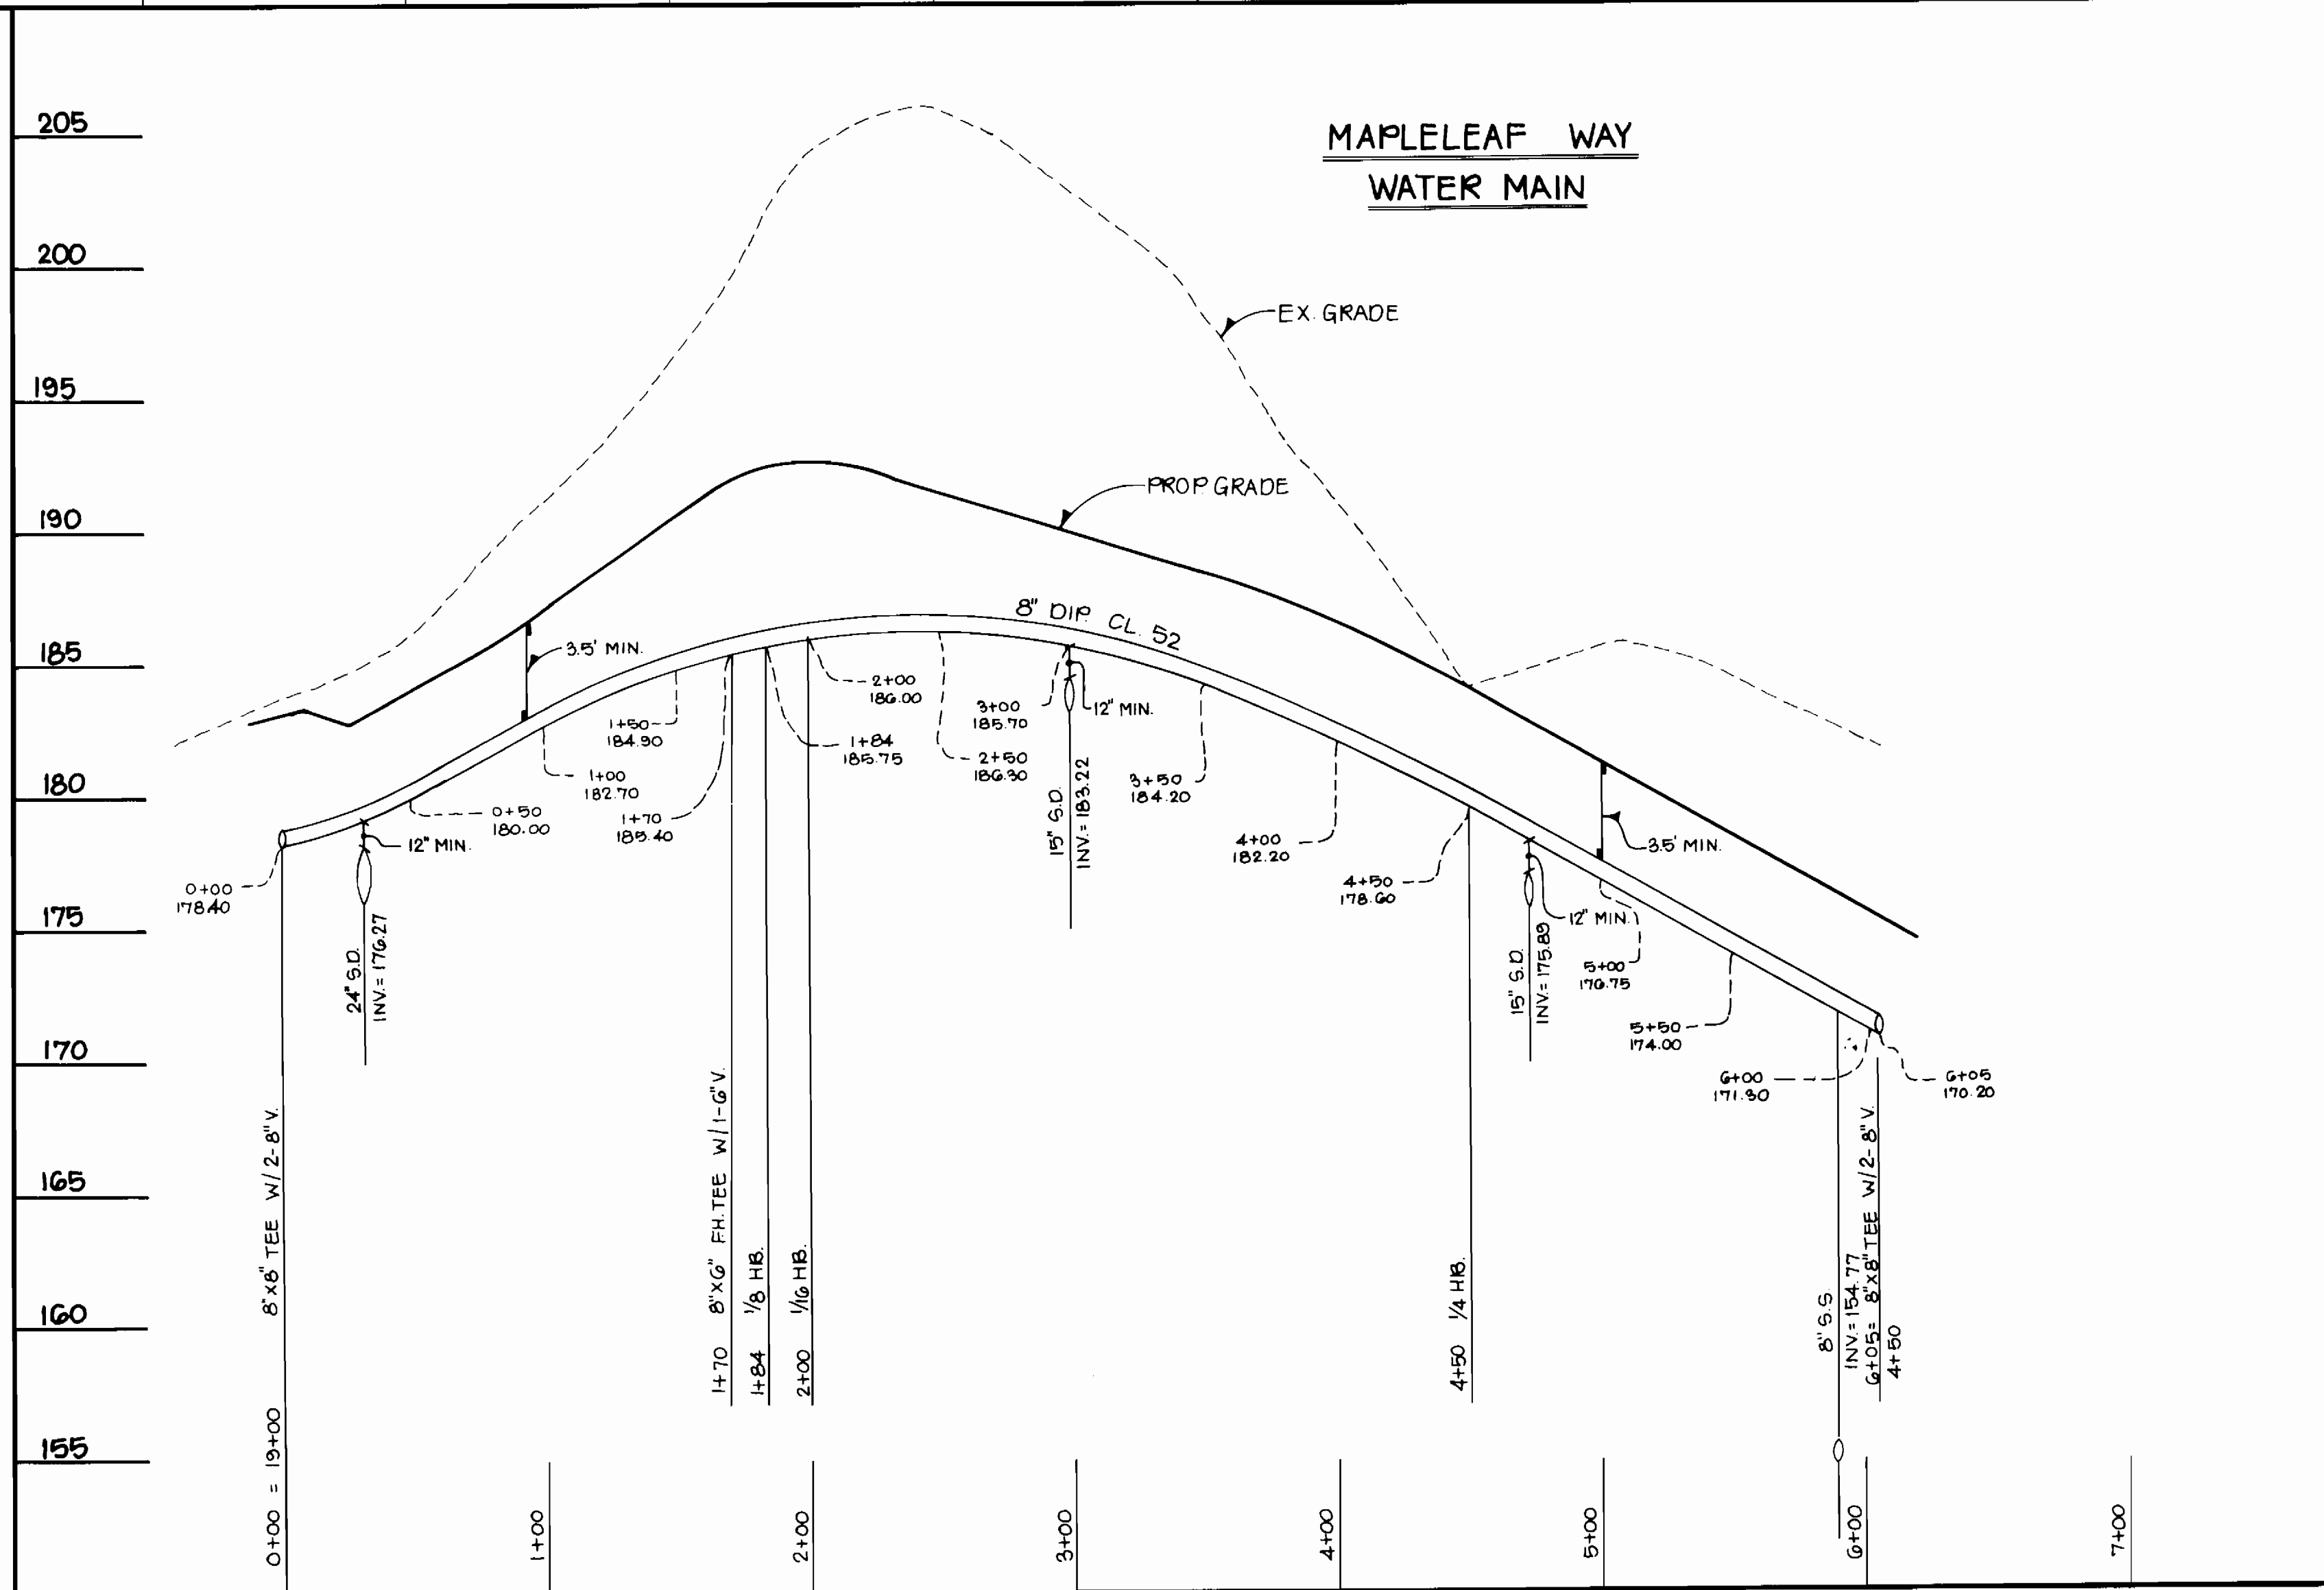 MAPLELEAF WAY
WATER MAIN
205
200
195
190
185
180
175
170
165
160
155
EX. GRADE
PROP. GRADE
8" DIP. CL. 52
3.5' MIN.
2+00
186.00
1+50
184.90
1+84
185.75
3+00
185.70
12" MIN.
2+50
186.30
1+00
182.70
3+50
184.20
0+50
180.00
1+70
185.40
12" MIN.
4+00
182.20
3.5' MIN.
0+00
178.40
4+50
178.60
12" MIN.
5+00
176.75
5+50
174.00
6+00
171.30
6+05
170.20
24" S.D.
INV.= 176.27
15" S.D.
INV.= 183.22
15" S.D.
INV.= 175.89
0+00 = 19+00 8"X8" TEE W/2-8" V.
1+70 8"X6" F.H. TEE W/1-6" V.
1+84 1/8 HB.
2+00 1/16 HB.
4+50 1/4 HB.
8" S.S
INV.= 154.77
6+05= 8"X8" TEE W/2-8" V.
4+50
1+00
2+00
3+00
4+00
5+00
6+00
7+00